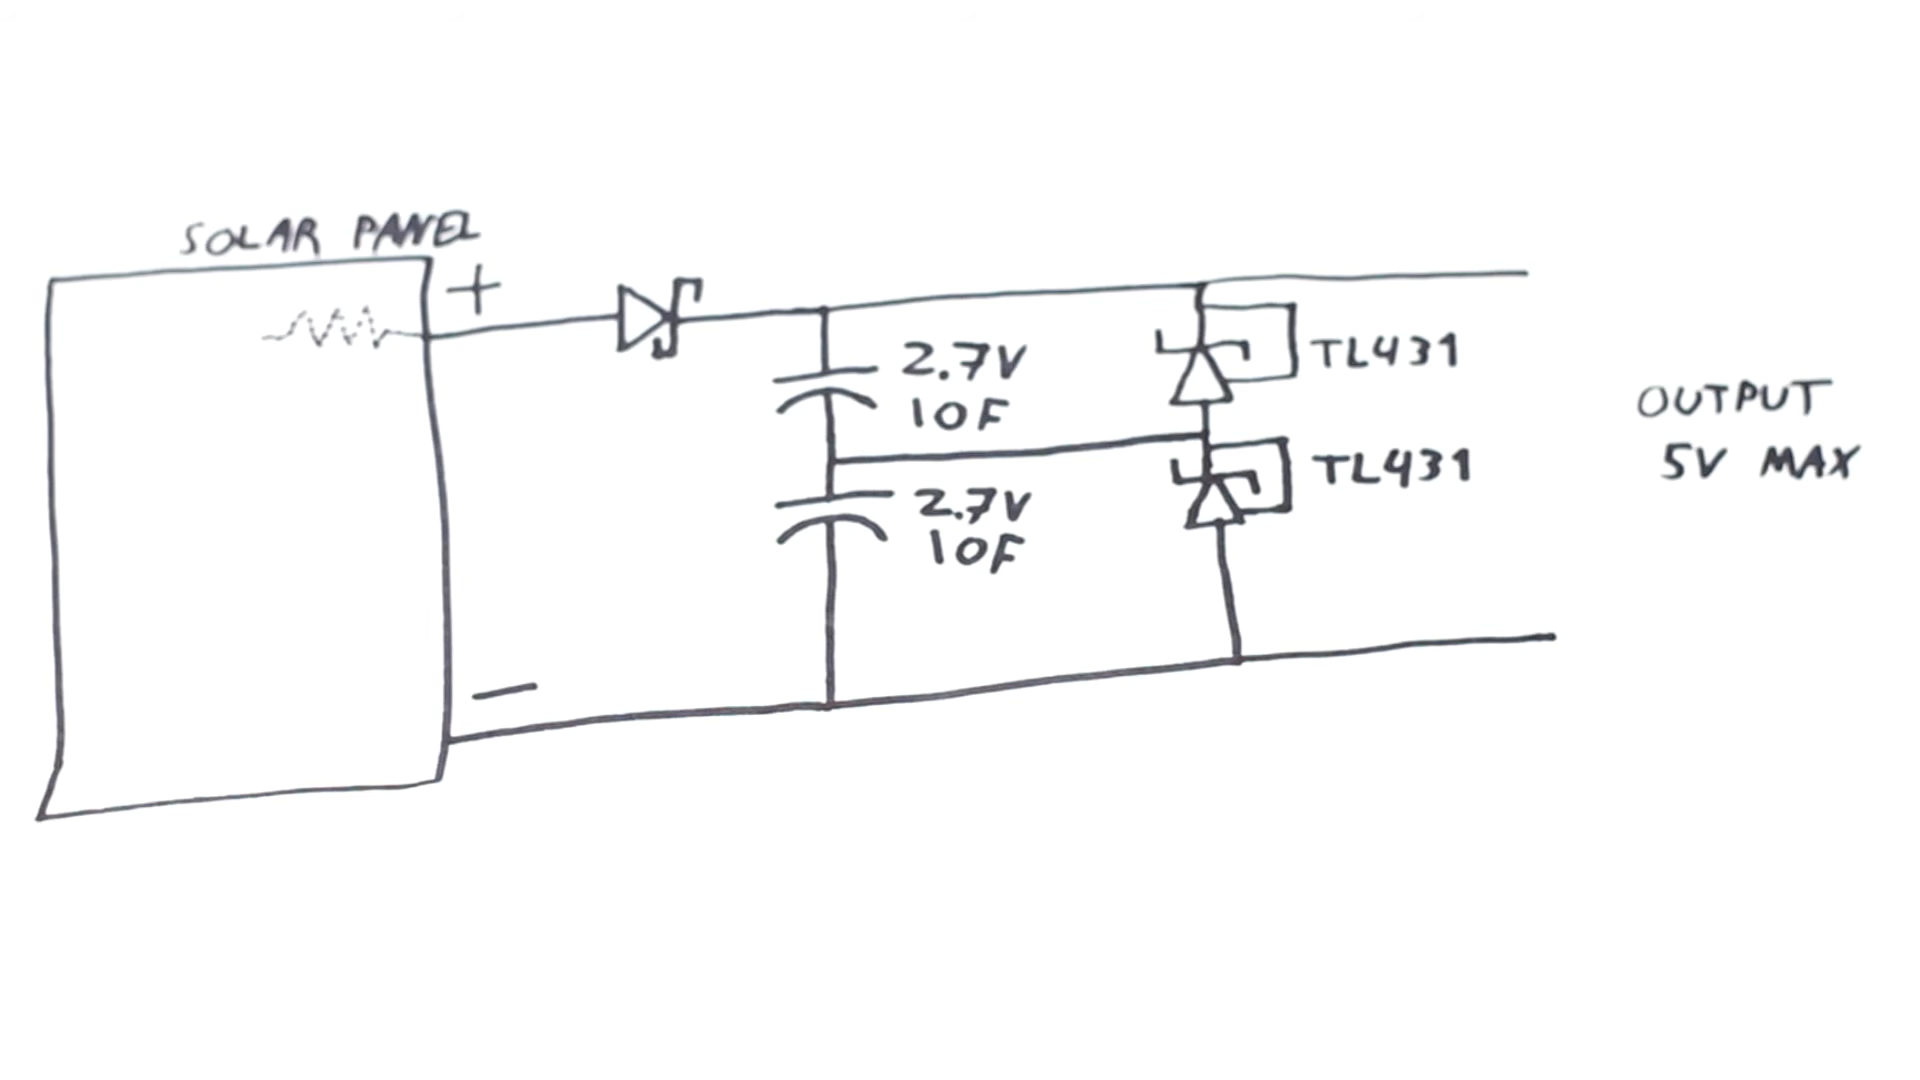 SOLAR PANEL
+
2.7V
10F
TL431
2.7V
10F
TL431
OUTPUT
5V MAX
−